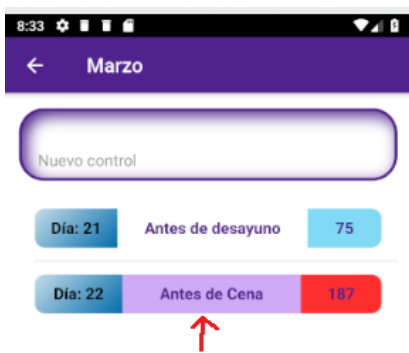 8:33
Marzo
Nuevo control
Día: 21 Antes de desayuno 75
Día: 22 Antes de Cena 187